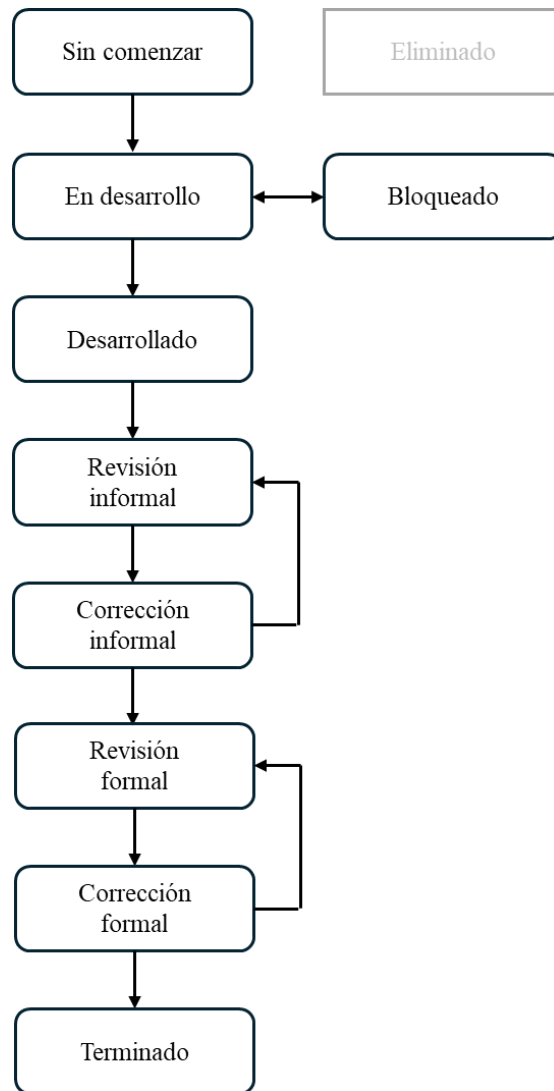 Sin comenzar
Eliminado
En desarrollo
Bloqueado
Desarrollado
Revisión
informal
Corrección
informal
Revisión
formal
Corrección
formal
Terminado